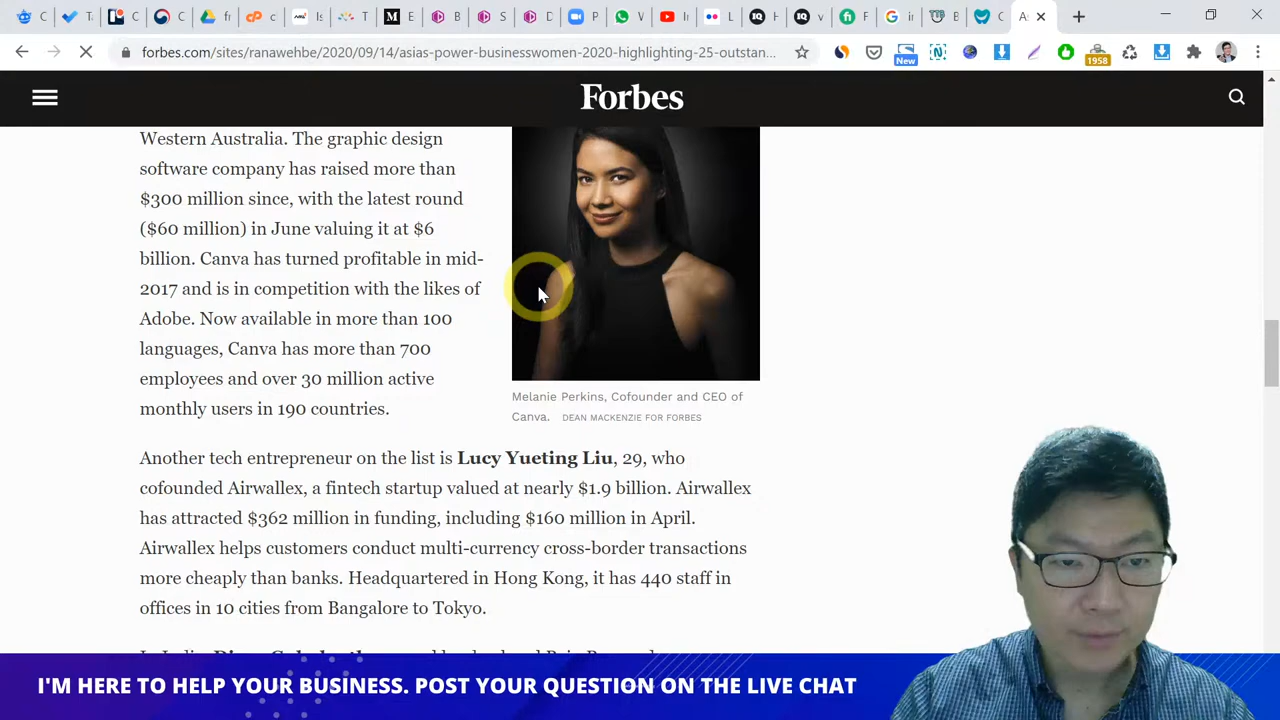 forbes.com/sites/ranawehbe/2020/09/14/asias-power-businesswomen-2020-highlighting-25-outstan...
New
1958
Forbes
Western Australia. The graphic design
software company has raised more than
$300 million since, with the latest round
($60 million) in June valuing it at $6
billion. Canva has turned profitable in mid-
2017 and is in competition with the likes of
Adobe. Now available in more than 100
languages, Canva has more than 700
employees and over 30 million active
monthly users in 190 countries.
Melanie Perkins, Cofounder and CEO of
Canva. DEAN MACKENZIE FOR FORBES
Another tech entrepreneur on the list is Lucy Yueting Liu, 29, who
cofounded Airwallex, a fintech startup valued at nearly $1.9 billion. Airwallex
has attracted $362 million in funding, including $160 million in April.
Airwallex helps customers conduct multi-currency cross-border transactions
more cheaply than banks. Headquartered in Hong Kong, it has 440 staff in
offices in 10 cities from Bangalore to Tokyo.
I'M HERE TO HELP YOUR BUSINESS. POST YOUR QUESTION ON THE LIVE CHAT